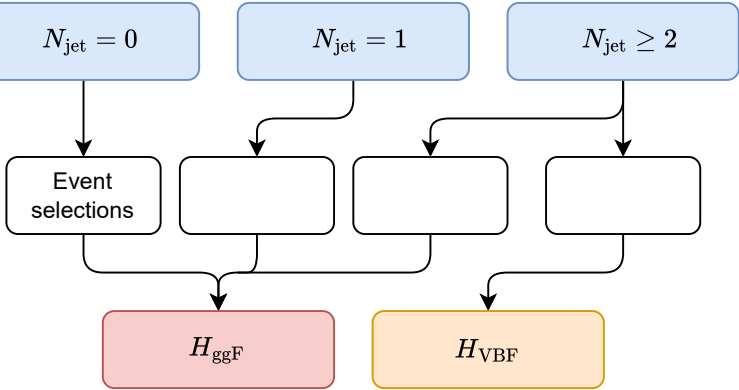 N_jet = 0
N_jet = 1
N_jet ≥ 2
Event
selections
H_ggF
H_VBF